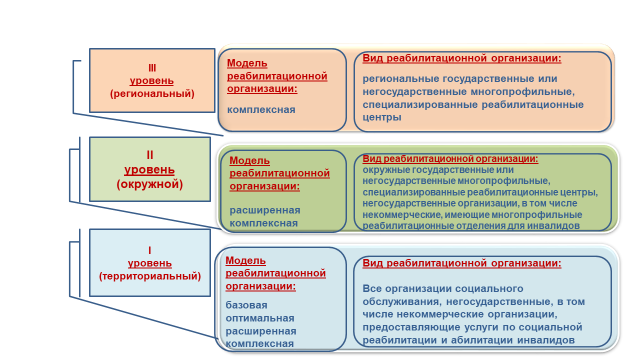 III
уровень
(региональный)
Модель
реабилитационной
организации:
комплексная
Вид реабилитационной организации:
региональные государственные или
негосударственные многопрофильные,
специализированные реабилитационные
центры
II
уровень
(окружной)
Модель
реабилитационной
организации:
расширенная
комплексная
Вид реабилитационной организации:
окружные государственные или
негосударственные многопрофильные,
специализированные реабилитационные центры,
негосударственные организации, в том числе
некоммерческие, имеющие многопрофильные
реабилитационные отделения для инвалидов
I
уровень
(территориальный)
Модель
реабилитационной
организации:
базовая
оптимальная
расширенная
комплексная
Вид реабилитационной организации:
Все организации социального
обслуживания, негосударственные, в том
числе некоммерческие организации,
предоставляющие услуги по социальной
реабилитации и абилитации инвалидов